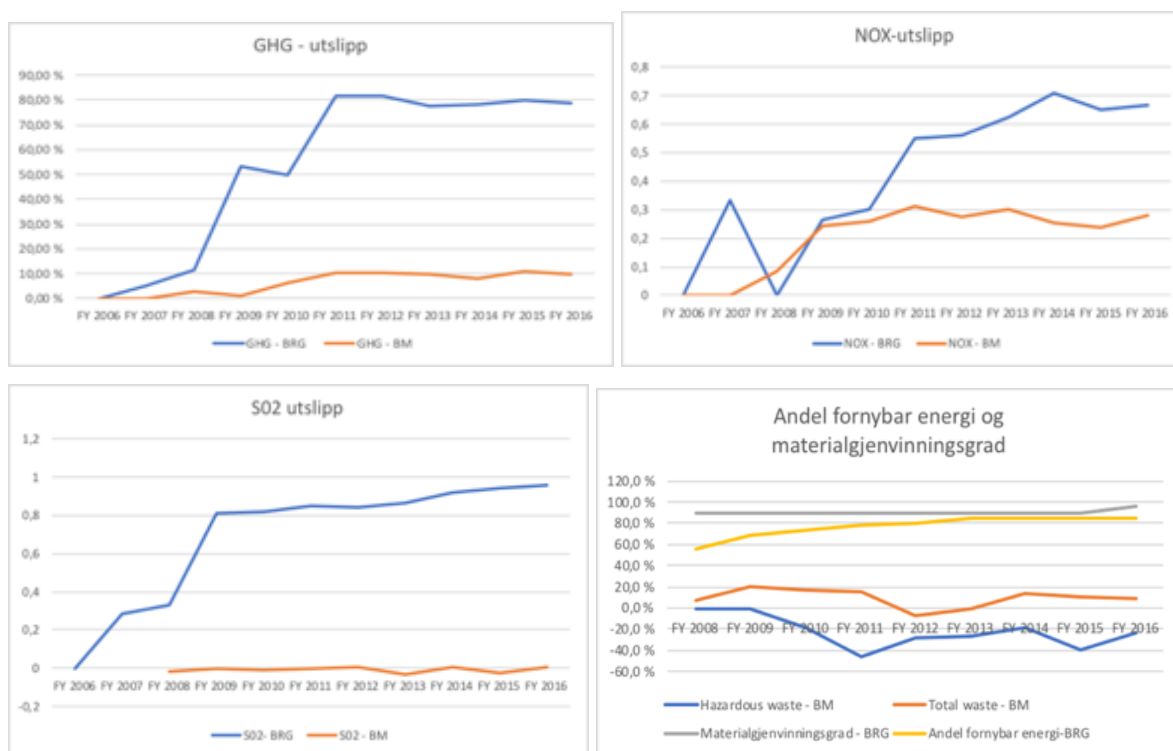 GHG - utslipp
90,00 %
80,00 %
70,00 %
60,00 %
50,00 %
40,00 %
30,00 %
20,00 %
10,00 %
0,00 %
FY 2006 FY 2007 FY 2008 FY 2009 FY 2010 FY 2011 FY 2012 FY 2013 FY 2014 FY 2015 FY 2016
GHG - BRG GHG - BM
NOX-utslipp
0,8
0,7
0,6
0,5
0,4
0,3
0,2
0,1
0
FY 2006 FY 2007 FY 2008 FY 2009 FY 2010 FY 2011 FY 2012 FY 2013 FY 2014 FY 2015 FY 2016
NOX - BRG NOX - BM
S02 utslipp
1,2
1
0,8
0,6
0,4
0,2
0
-0,2
FY 2006 FY 2007 FY 2008 FY 2009 FY 2010 FY 2011 FY 2012 FY 2013 FY 2014 FY 2015 FY 2016
S02- BRG S02 - BM
Andel fornybar energi og
materialgjenvinningsgrad
120,0 %
100,0 %
80,0 %
60,0 %
40,0 %
20,0 %
0,0 %
-20,0 %
-40,0 %
-60,0 %
FY 2008 FY 2009 FY 2010 FY 2011 FY 2012 FY 2013 FY 2014 FY 2015 FY 2016
Hazardous waste - BM Total waste - BM
Materialgjenvinningsgrad - BRG Andel fornybar energi-BRG